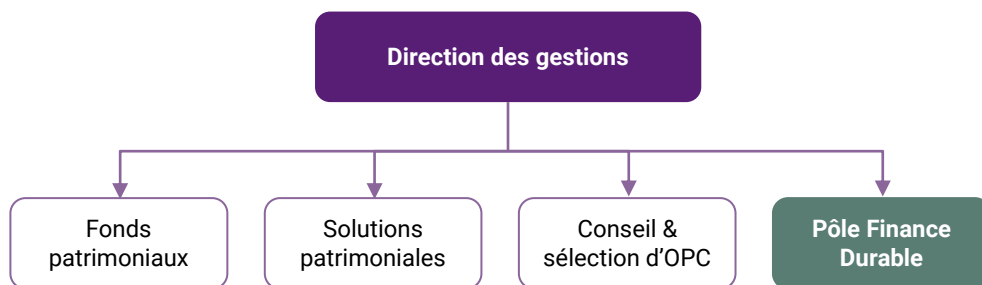 Direction des gestions
Fonds
patrimoniaux
Solutions
patrimoniales
Conseil &
sélection d’OPC
Pôle Finance
Durable